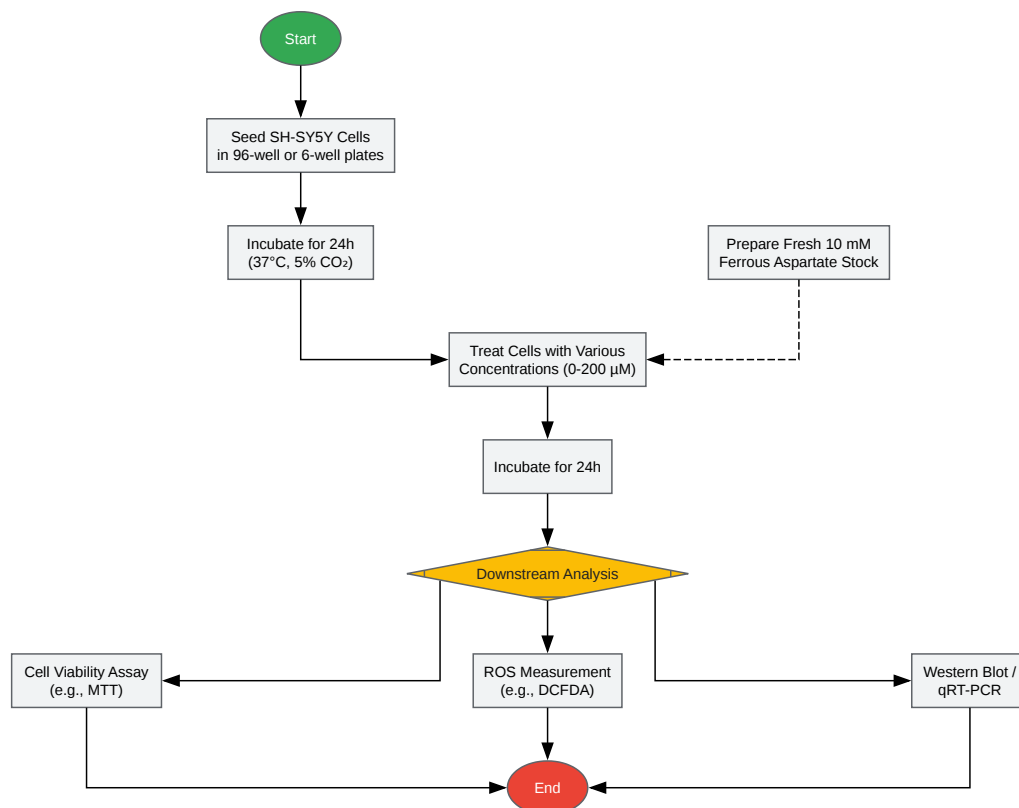 Start
Seed SH-SY5Y Cells
in 96-well or 6-well plates
Incubate for 24h
(37°C, 5% CO₂)
Prepare Fresh 10 mM
Ferrous Aspartate Stock
Treat Cells with Various
Concentrations (0-200 µM)
Incubate for 24h
Downstream Analysis
Cell Viability Assay
(e.g., MTT)
ROS Measurement
(e.g., DCFDA)
Western Blot /
qRT-PCR
End